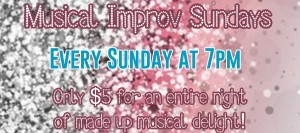 Musical Improv Sundays
Every Sunday at 7pm
Only $5 for an entire night
of made up musical delight!